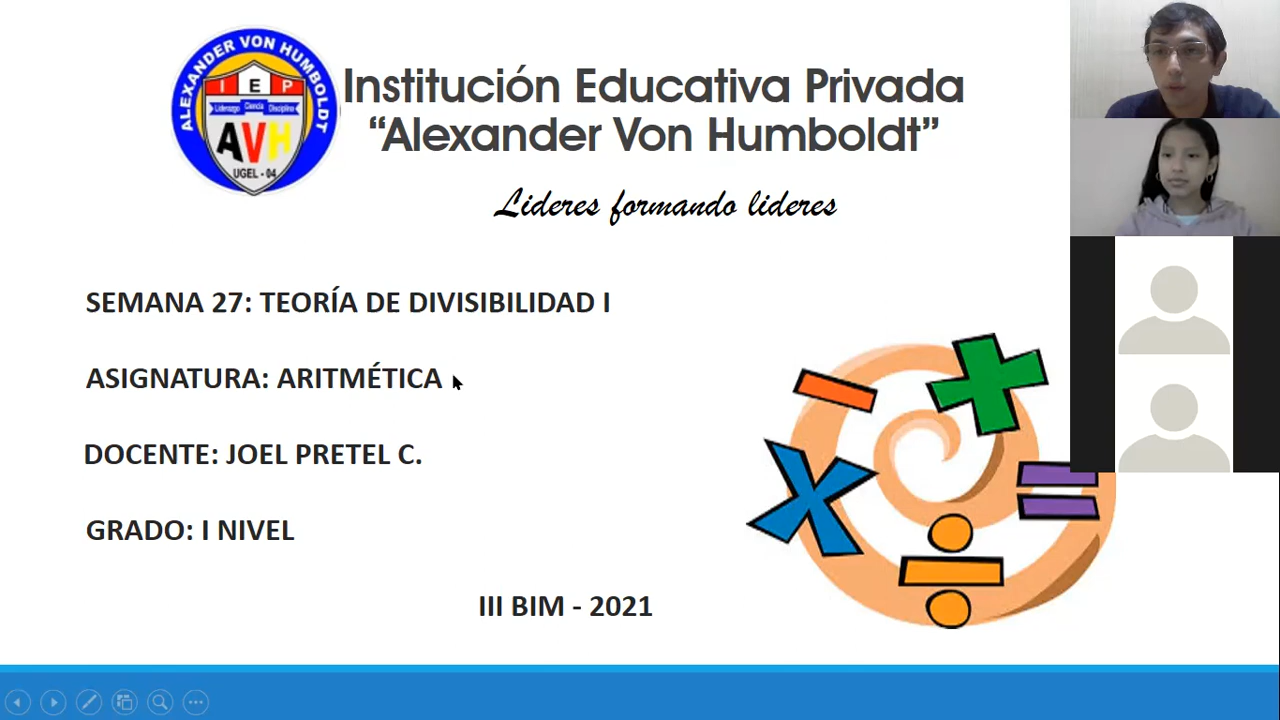 ALEXANDER VON HUMBOLDT
I E P
Liderazgo Ciencia Disciplina
AVH
UGEL - 04
Institución Educativa Privada
“Alexander Von Humboldt”
Lideres formando lideres
SEMANA 27: TEORÍA DE DIVISIBILIDAD I
ASIGNATURA: ARITMÉTICA
DOCENTE: JOEL PRETEL C.
GRADO: I NIVEL
III BIM - 2021